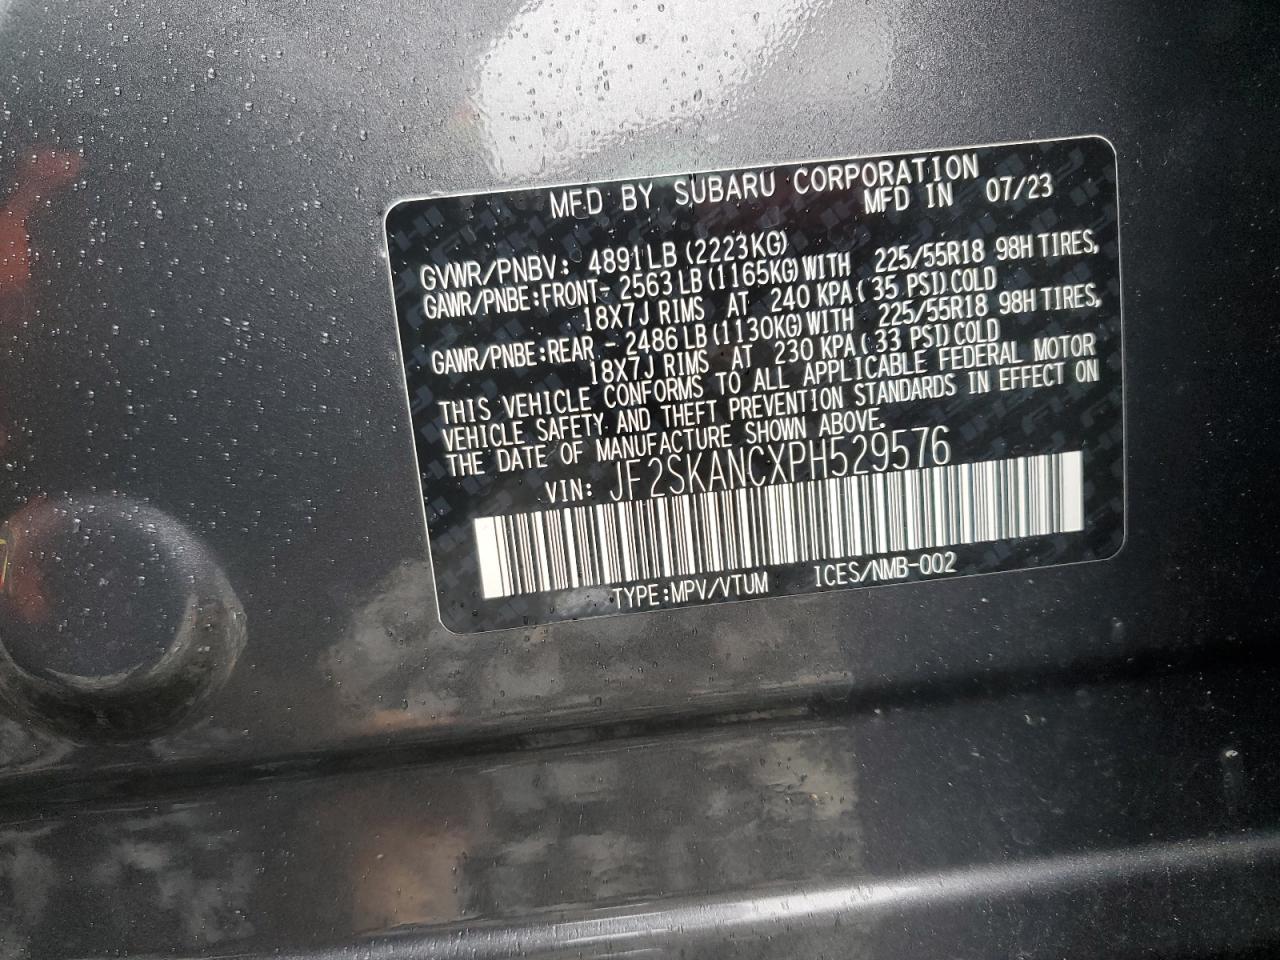 MFD BY SUBARU CORPORATION
MFD IN 07/23
GVWR/PNBV: 4891LB (2223KG)
GAWR/PNBE:FRONT- 2563 LB (1165KG) WITH 225/55R18 98H TIRES,
18X7J RIMS AT 240 KPA ( 35 PSI) COLD
GAWR/PNBE:REAR - 2486 LB (1130KG) WITH 225/55R18 98H TIRES,
18X7J RIMS AT 230 KPA ( 33 PSI) COLD
THIS VEHICLE CONFORMS TO ALL APPLICABLE FEDERAL MOTOR
VEHICLE SAFETY AND THEFT PREVENTION STANDARDS IN EFFECT ON
THE DATE OF MANUFACTURE SHOWN ABOVE.
VIN: JF2SKANCXPH529576
TYPE:MPV/VTUM ICES/NMB-002